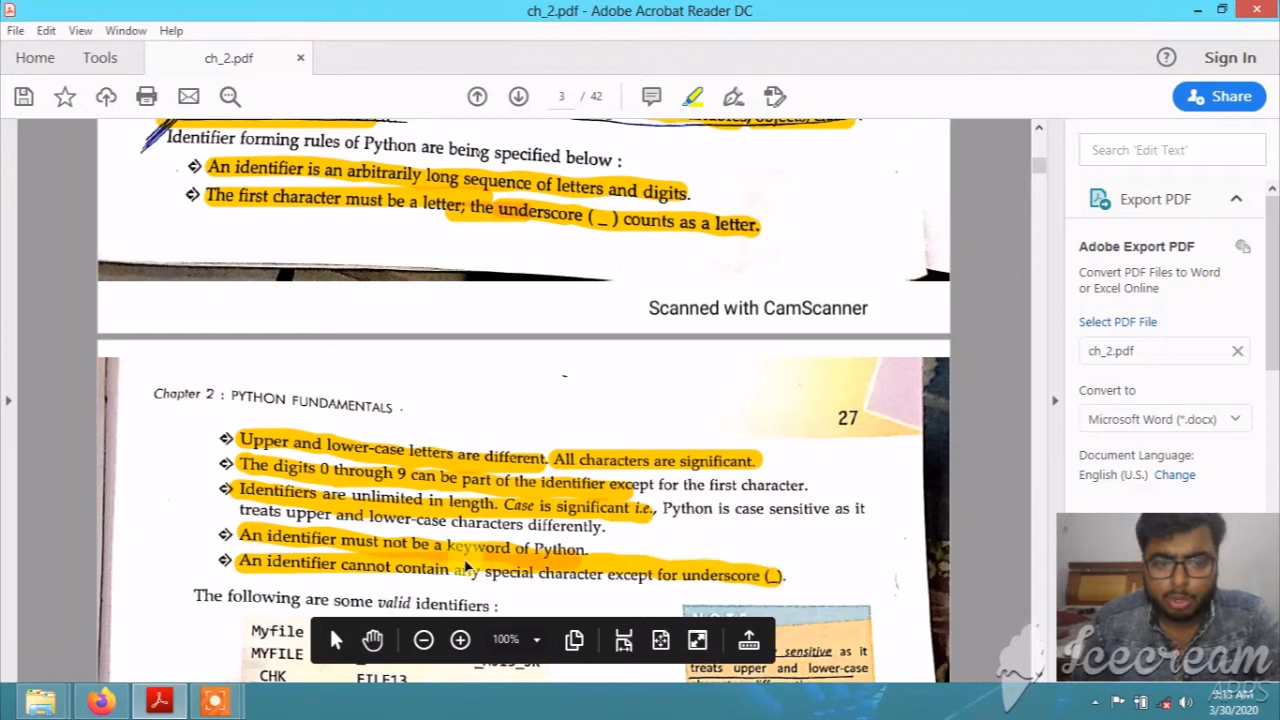 ch_2.pdf - Adobe Acrobat Reader DC
File Edit View Window Help
Home Tools ch_2.pdf × Sign In
3 / 42 Share
Identifier forming rules of Python are being specified below :
An identifier is an arbitrarily long sequence of letters and digits.
The first character must be a letter; the underscore ( _ ) counts as a letter.
Scanned with CamScanner
Chapter 2 : PYTHON FUNDAMENTALS
27
Upper and lower-case letters are different. All characters are significant.
The digits 0 through 9 can be part of the identifier except for the first character.
Identifiers are unlimited in length. Case is significant i.e., Python is case sensitive as it
treats upper and lower-case characters differently.
An identifier must not be a keyword of Python.
An identifier cannot contain any special character except for underscore (_).
The following are some valid identifiers :
Myfile
MYFILE
_CHK FILE13
sensitive as it
treats upper and lower-case
100%
Search 'Edit Text'
Export PDF
Adobe Export PDF
Convert PDF Files to Word
or Excel Online
Select PDF File
ch_2.pdf
Convert to
Microsoft Word (*.docx)
Document Language:
English (U.S.) Change
Icecream
APPS
9:13 AM
3/30/2020